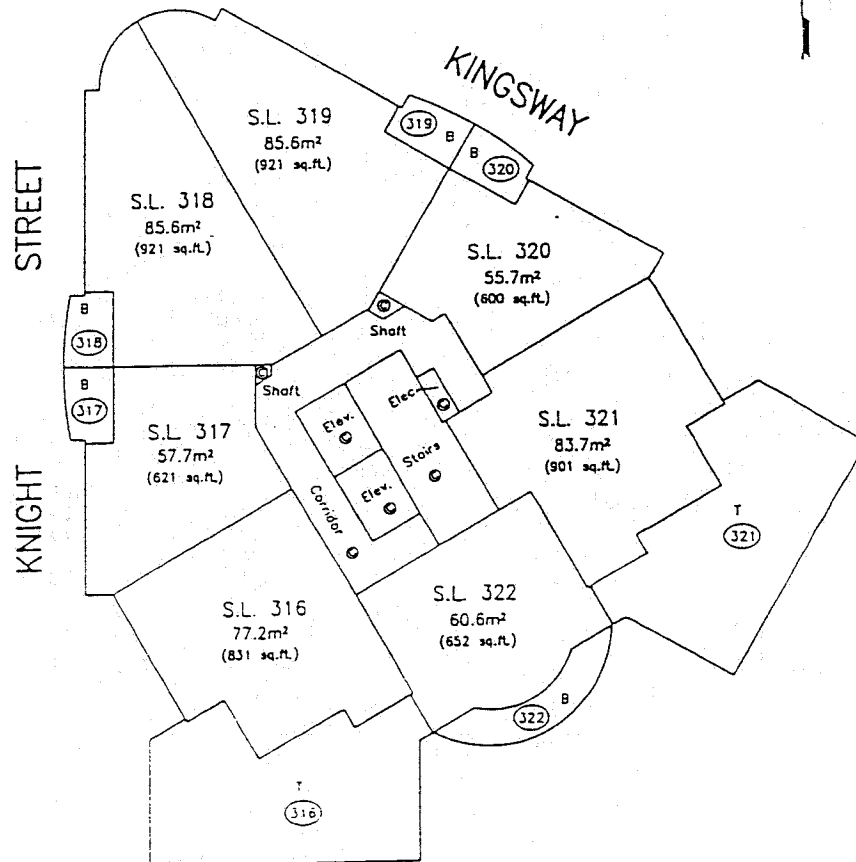 KINGSWAY
STREET
KNIGHT
S.L. 319
85.6m²
(921 sq.ft.)
319
B
B
320
S.L. 318
85.6m²
(921 sq.ft.)
S.L. 320
55.7m²
(600 sq.ft.)
B
318
C
Shaft
C
Shaft
B
317
S.L. 317
57.7m²
(621 sq.ft.)
Elec.
C
Elev.
C
Stairs
C
S.L. 321
83.7m²
(901 sq.ft.)
Elev.
C
Corridor
C
T
321
S.L. 316
77.2m²
(831 sq.ft.)
S.L. 322
60.6m²
(652 sq.ft.)
B
322
T
316